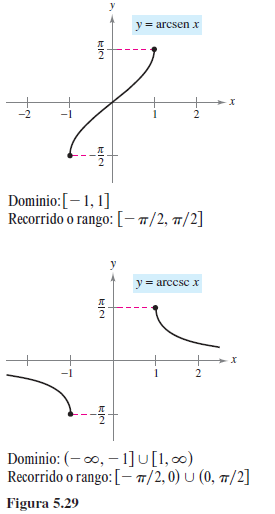 y
y = arcsen x
π
2
x
−2
−1
1
2
π
2
Dominio: [−1, 1]
Recorrido o rango: [−π/2, π/2]
y
y = arccsc x
π
2
x
−1
1
2
π
2
Dominio: (−∞, −1] ∪ [1, ∞)
Recorrido o rango: [−π/2, 0) ∪ (0, π/2]
Figura 5.29